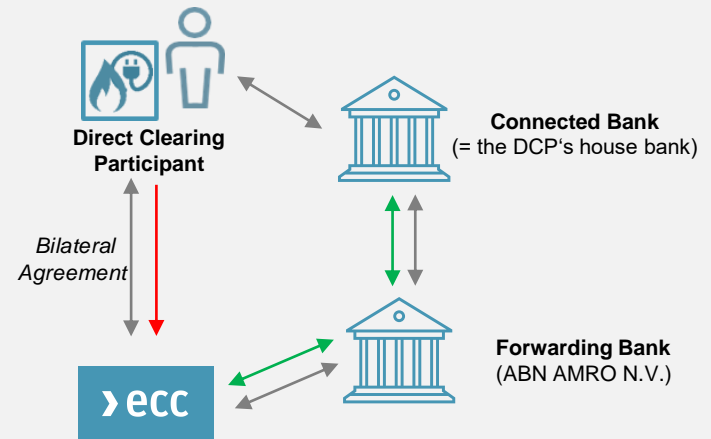 Direct Clearing
Participant
Connected Bank
(= the DCP‘s house bank)
Bilateral
Agreement
Forwarding Bank
(ABN AMRO N.V.)
ecc